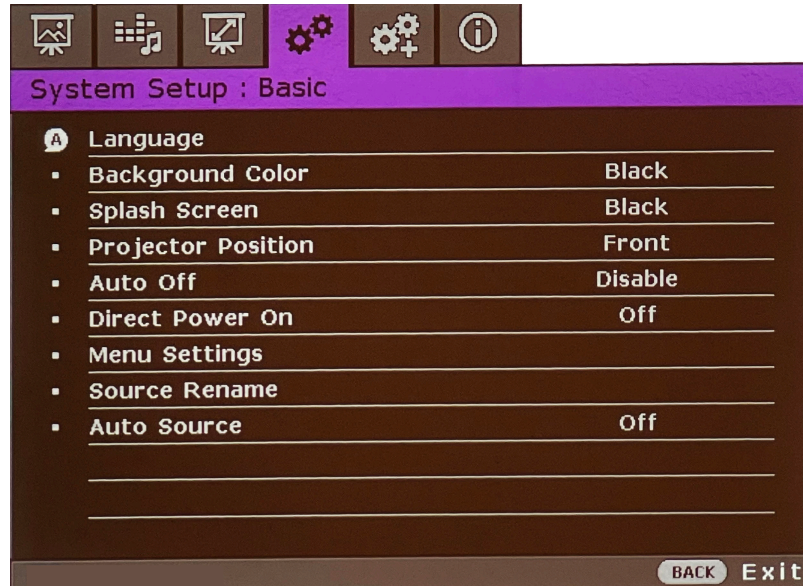 System Setup : Basic
A Language
Background Color Black
Splash Screen Black
Projector Position Front
Auto Off Disable
Direct Power On Off
Menu Settings
Source Rename
Auto Source Off
BACK Exit